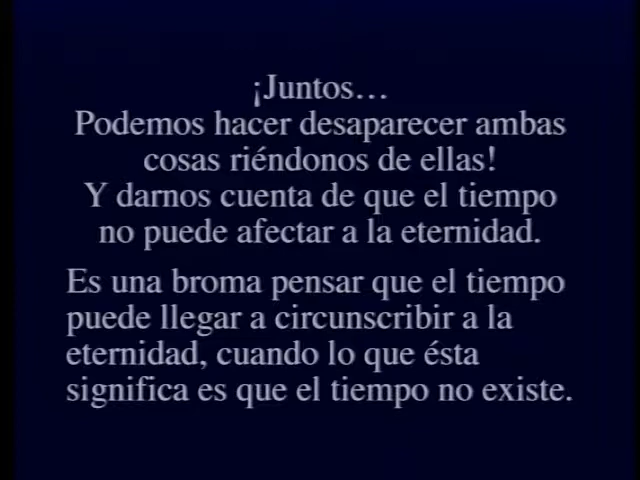 ¡Juntos…
Podemos hacer desaparecer ambas
cosas riéndonos de ellas!
Y darnos cuenta de que el tiempo
no puede afectar a la eternidad.
Es una broma pensar que el tiempo
puede llegar a circunscribir a la
eternidad, cuando lo que ésta
significa es que el tiempo no existe.